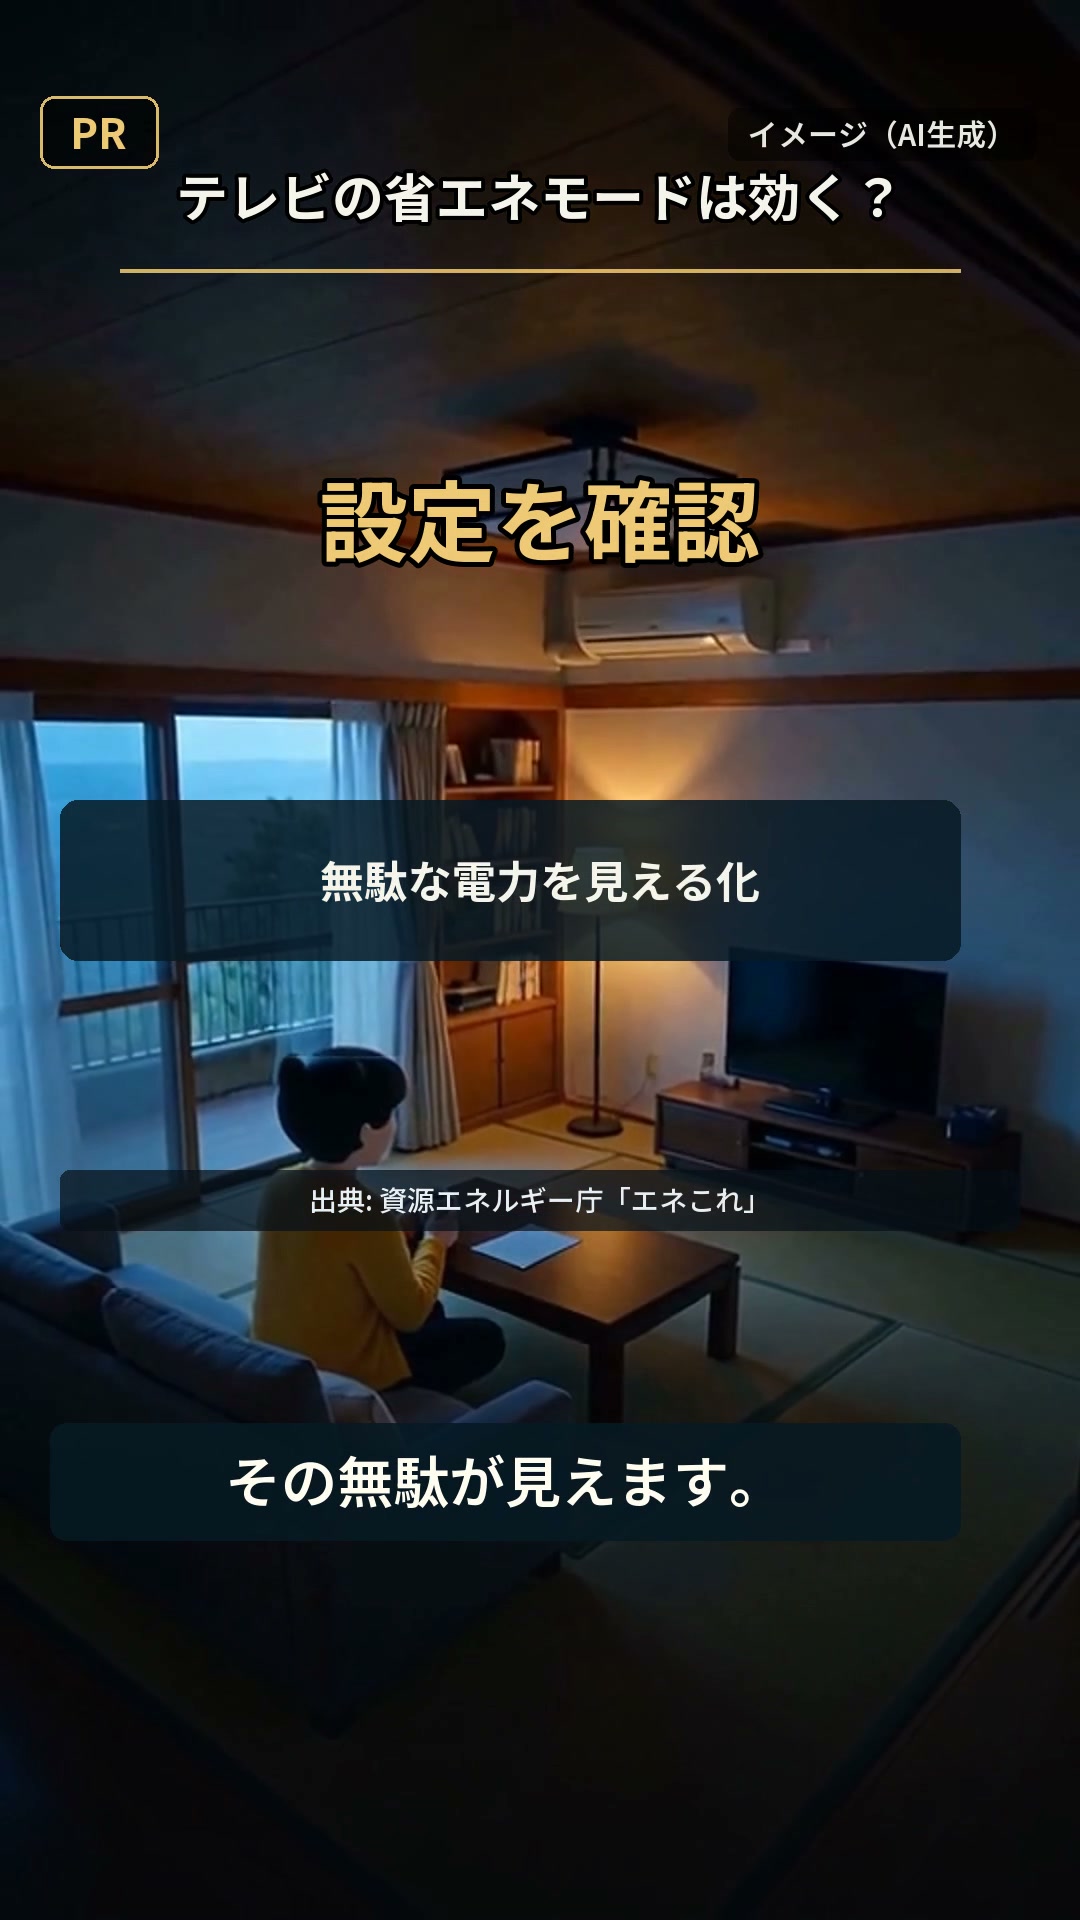 PR
イメージ（AI生成）
テレビの省エネモードは効く？
設定を確認
無駄な電力を見える化
出典: 資源エネルギー庁「エネこれ」
その無駄が見えます。